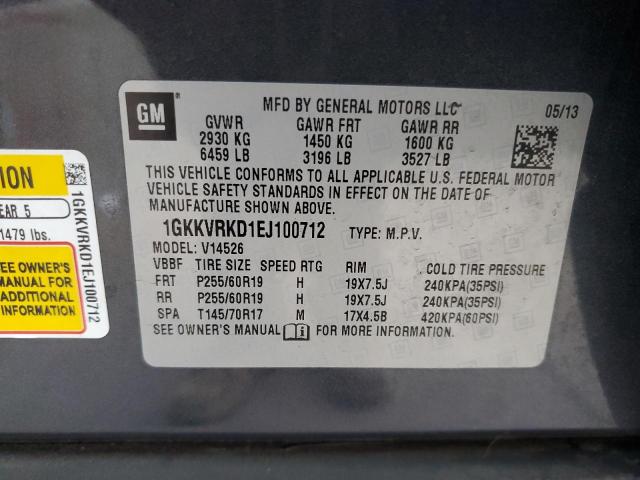 GM
MFD BY GENERAL MOTORS LLC
05/13
GVWR GAWR FRT GAWR RR
2930 KG 1450 KG 1600 KG
6459 LB 3196 LB 3527 LB
THIS VEHICLE CONFORMS TO ALL APPLICABLE U.S. FEDERAL MOTOR
VEHICLE SAFETY STANDARDS IN EFFECT ON THE DATE OF
MANUFACTURE SHOWN ABOVE.
1GKKVRKD1EJ100712 TYPE: M.P.V.
MODEL: V14526
VBBF TIRE SIZE SPEED RTG RIM COLD TIRE PRESSURE
FRT P255/60R19 H 19X7.5J 240KPA(35PSI)
RR P255/60R19 H 19X7.5J 240KPA(35PSI)
SPA T145/70R17 M 17X4.5B 420KPA(60PSI)
SEE OWNER'S MANUAL FOR MORE INFORMATION.
ION
EAR 5
1479 lbs.
EE OWNER'S
MANUAL FOR
ADDITIONAL
INFORMATION
1GKKVRKD1EJ100712